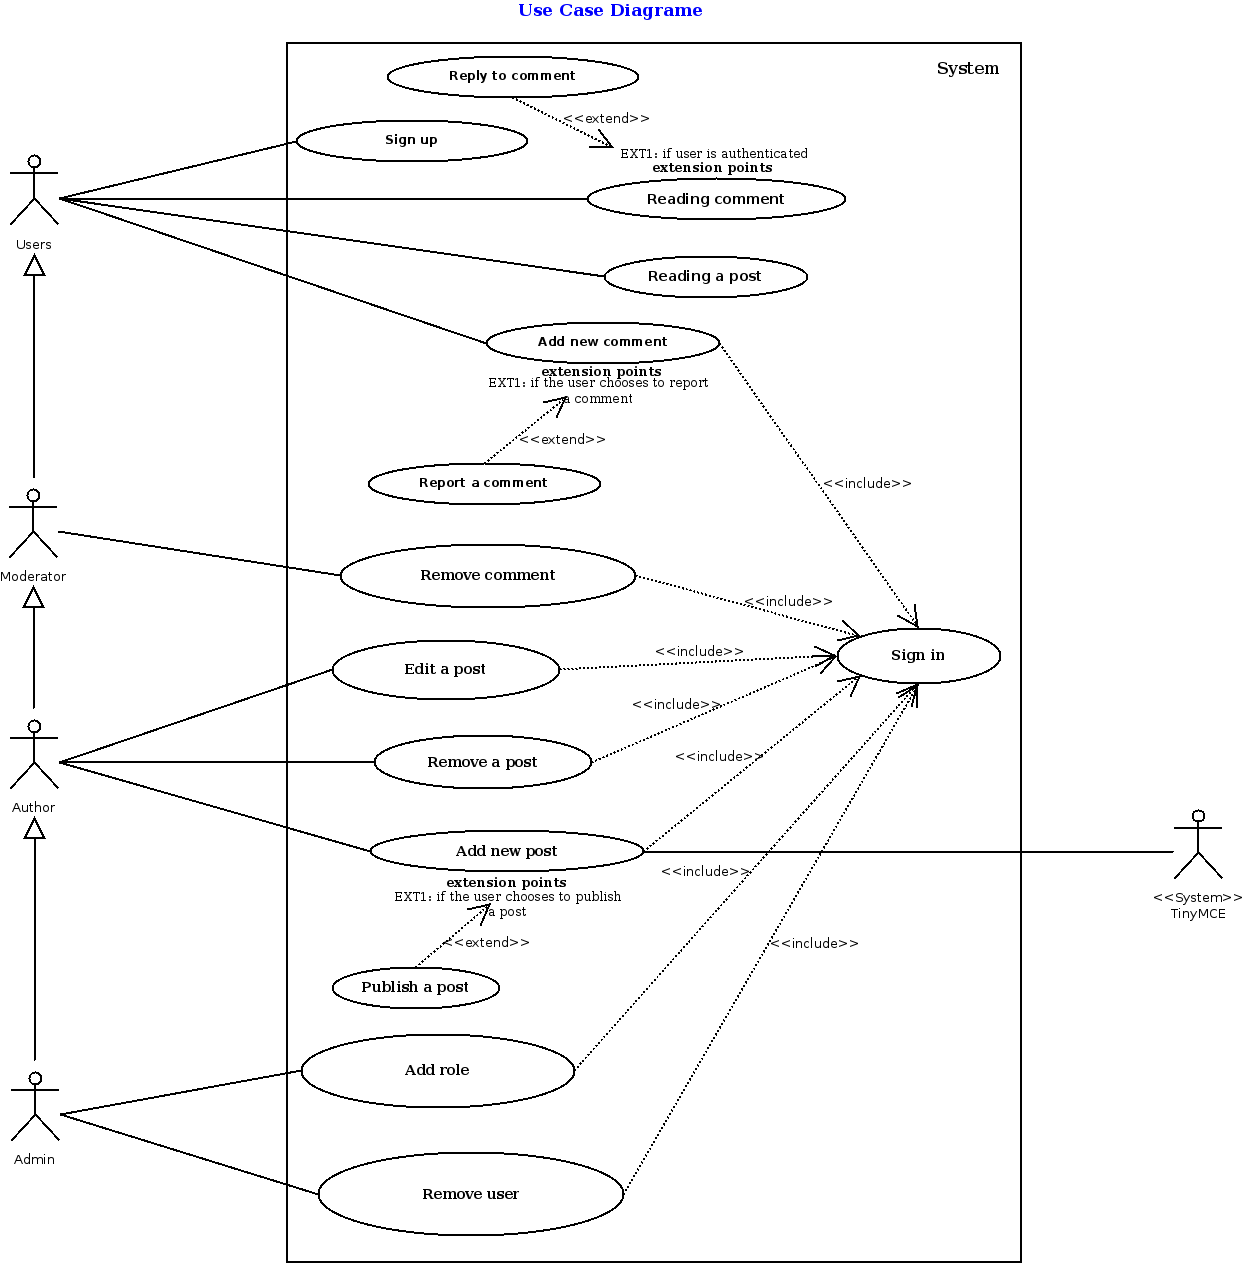 Use Case Diagrame
System
Reply to comment
<<extend>>
Sign up
EXT1: if user is authenticated
extension points
Reading comment
Users
Reading a post
Add new comment
extension points
EXT1: if the user chooses to report
a comment
<<extend>>
Report a comment
<<include>>
Moderator
Remove comment
<<include>>
Sign in
Edit a post
<<include>>
<<include>>
Remove a post
<<include>>
Author
Add new post
<<include>>
extension points
EXT1: if the user chooses to publish
a post
<<System>>
TinyMCE
<<extend>>
<<include>>
Publish a post
Add role
Admin
Remove user